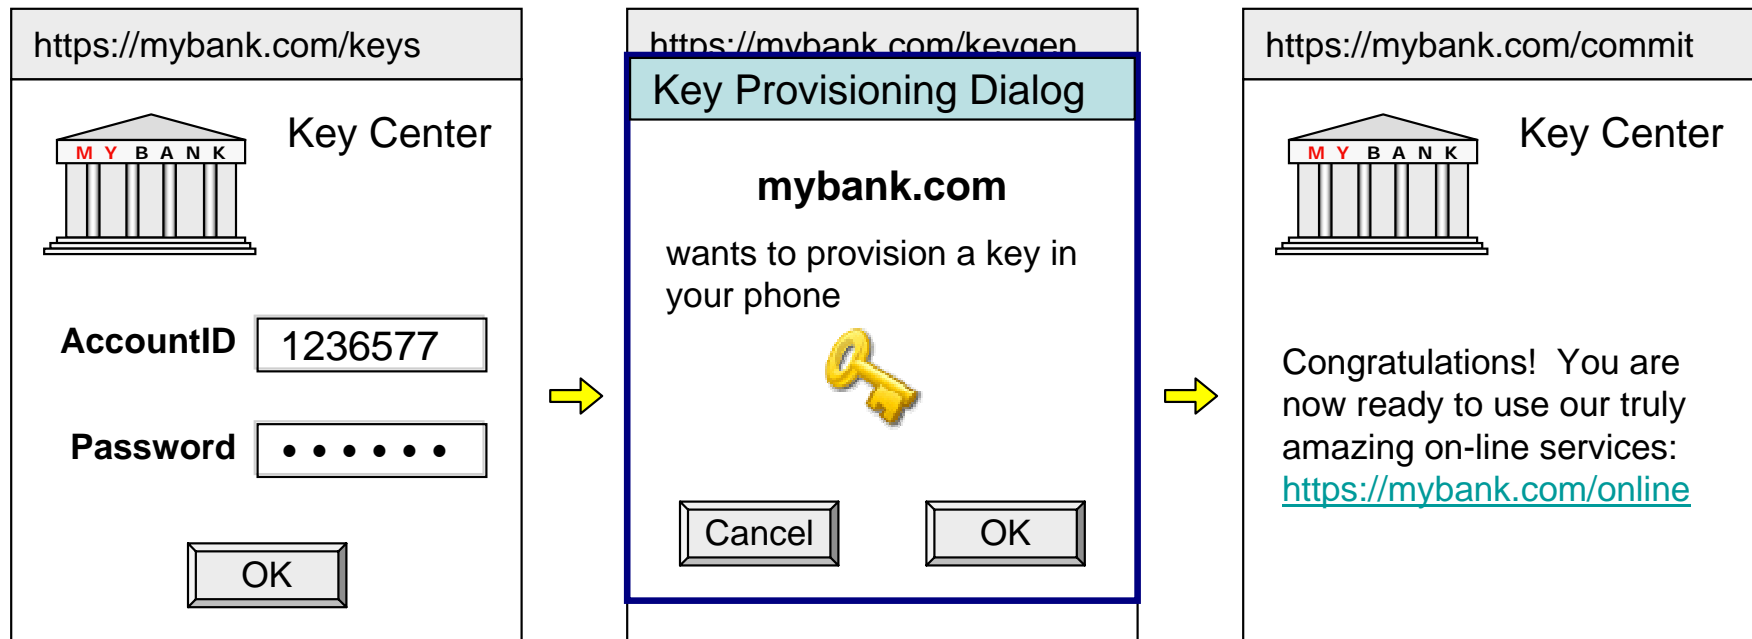 https://mybank.com/keys
MY BANK
Key Center
AccountID 1236577
Password ••••••
OK
https://mybank.com/keygen
Key Provisioning Dialog
mybank.com
wants to provision a key in
your phone
Cancel OK
https://mybank.com/commit
MY BANK
Key Center
Congratulations!  You are
now ready to use our truly
amazing on-line services:
https://mybank.com/online